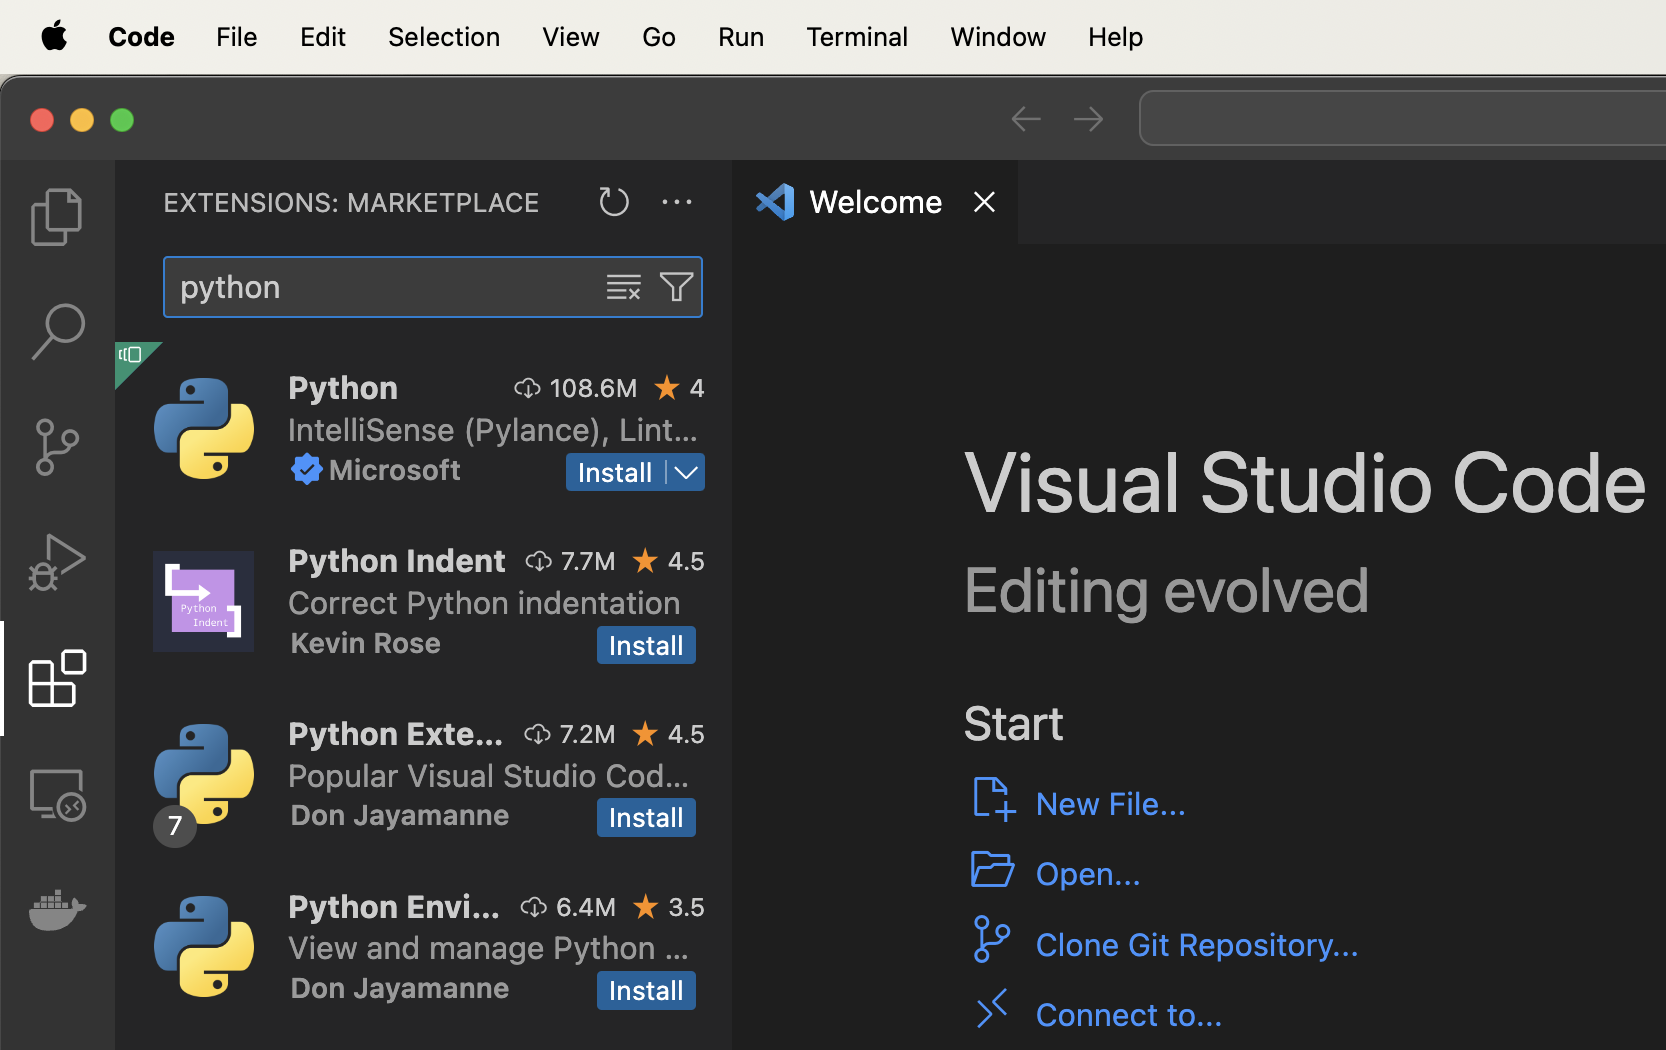 Code File Edit Selection View Go Run Terminal Window Help
EXTENSIONS: MARKETPLACE
Welcome
python
Python 108.6M 4
IntelliSense (Pylance), Lint...
Microsoft Install
Python Indent 7.7M 4.5
Correct Python indentation
Python
Indent
Kevin Rose Install
Python Exte... 7.2M 4.5
Popular Visual Studio Cod...
7
Don Jayamanne Install
Python Envi... 6.4M 3.5
View and manage Python ...
Don Jayamanne Install
Visual Studio Code
Editing evolved
Start
New File...
Open...
Clone Git Repository...
Connect to...